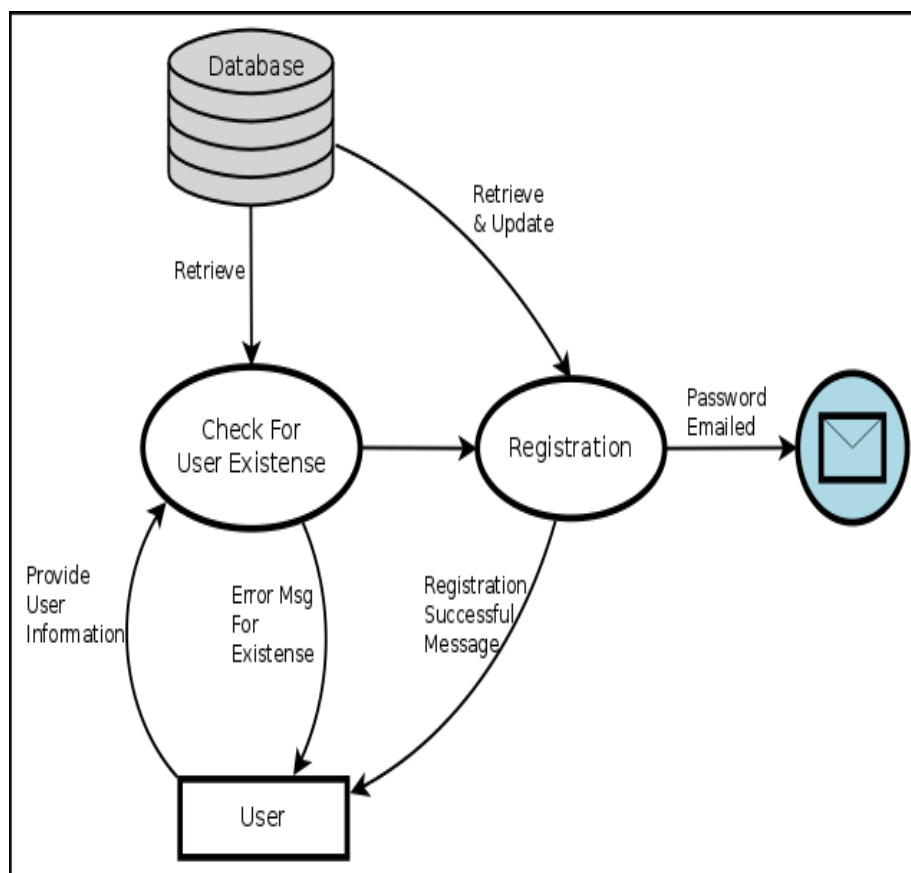 Database
Retrieve
& Update
Retrieve
Check For
User Existense
Registration
Password
Emailed
Provide
User
Information
Error Msg
For
Existense
Registration
Successful
Message
User